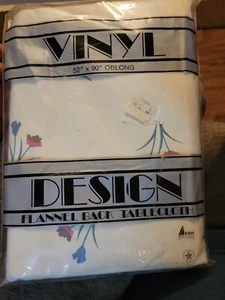 VINYL
52" x 90" OBLONG
DESIGN
FLANNEL BACK TABLECLOTH